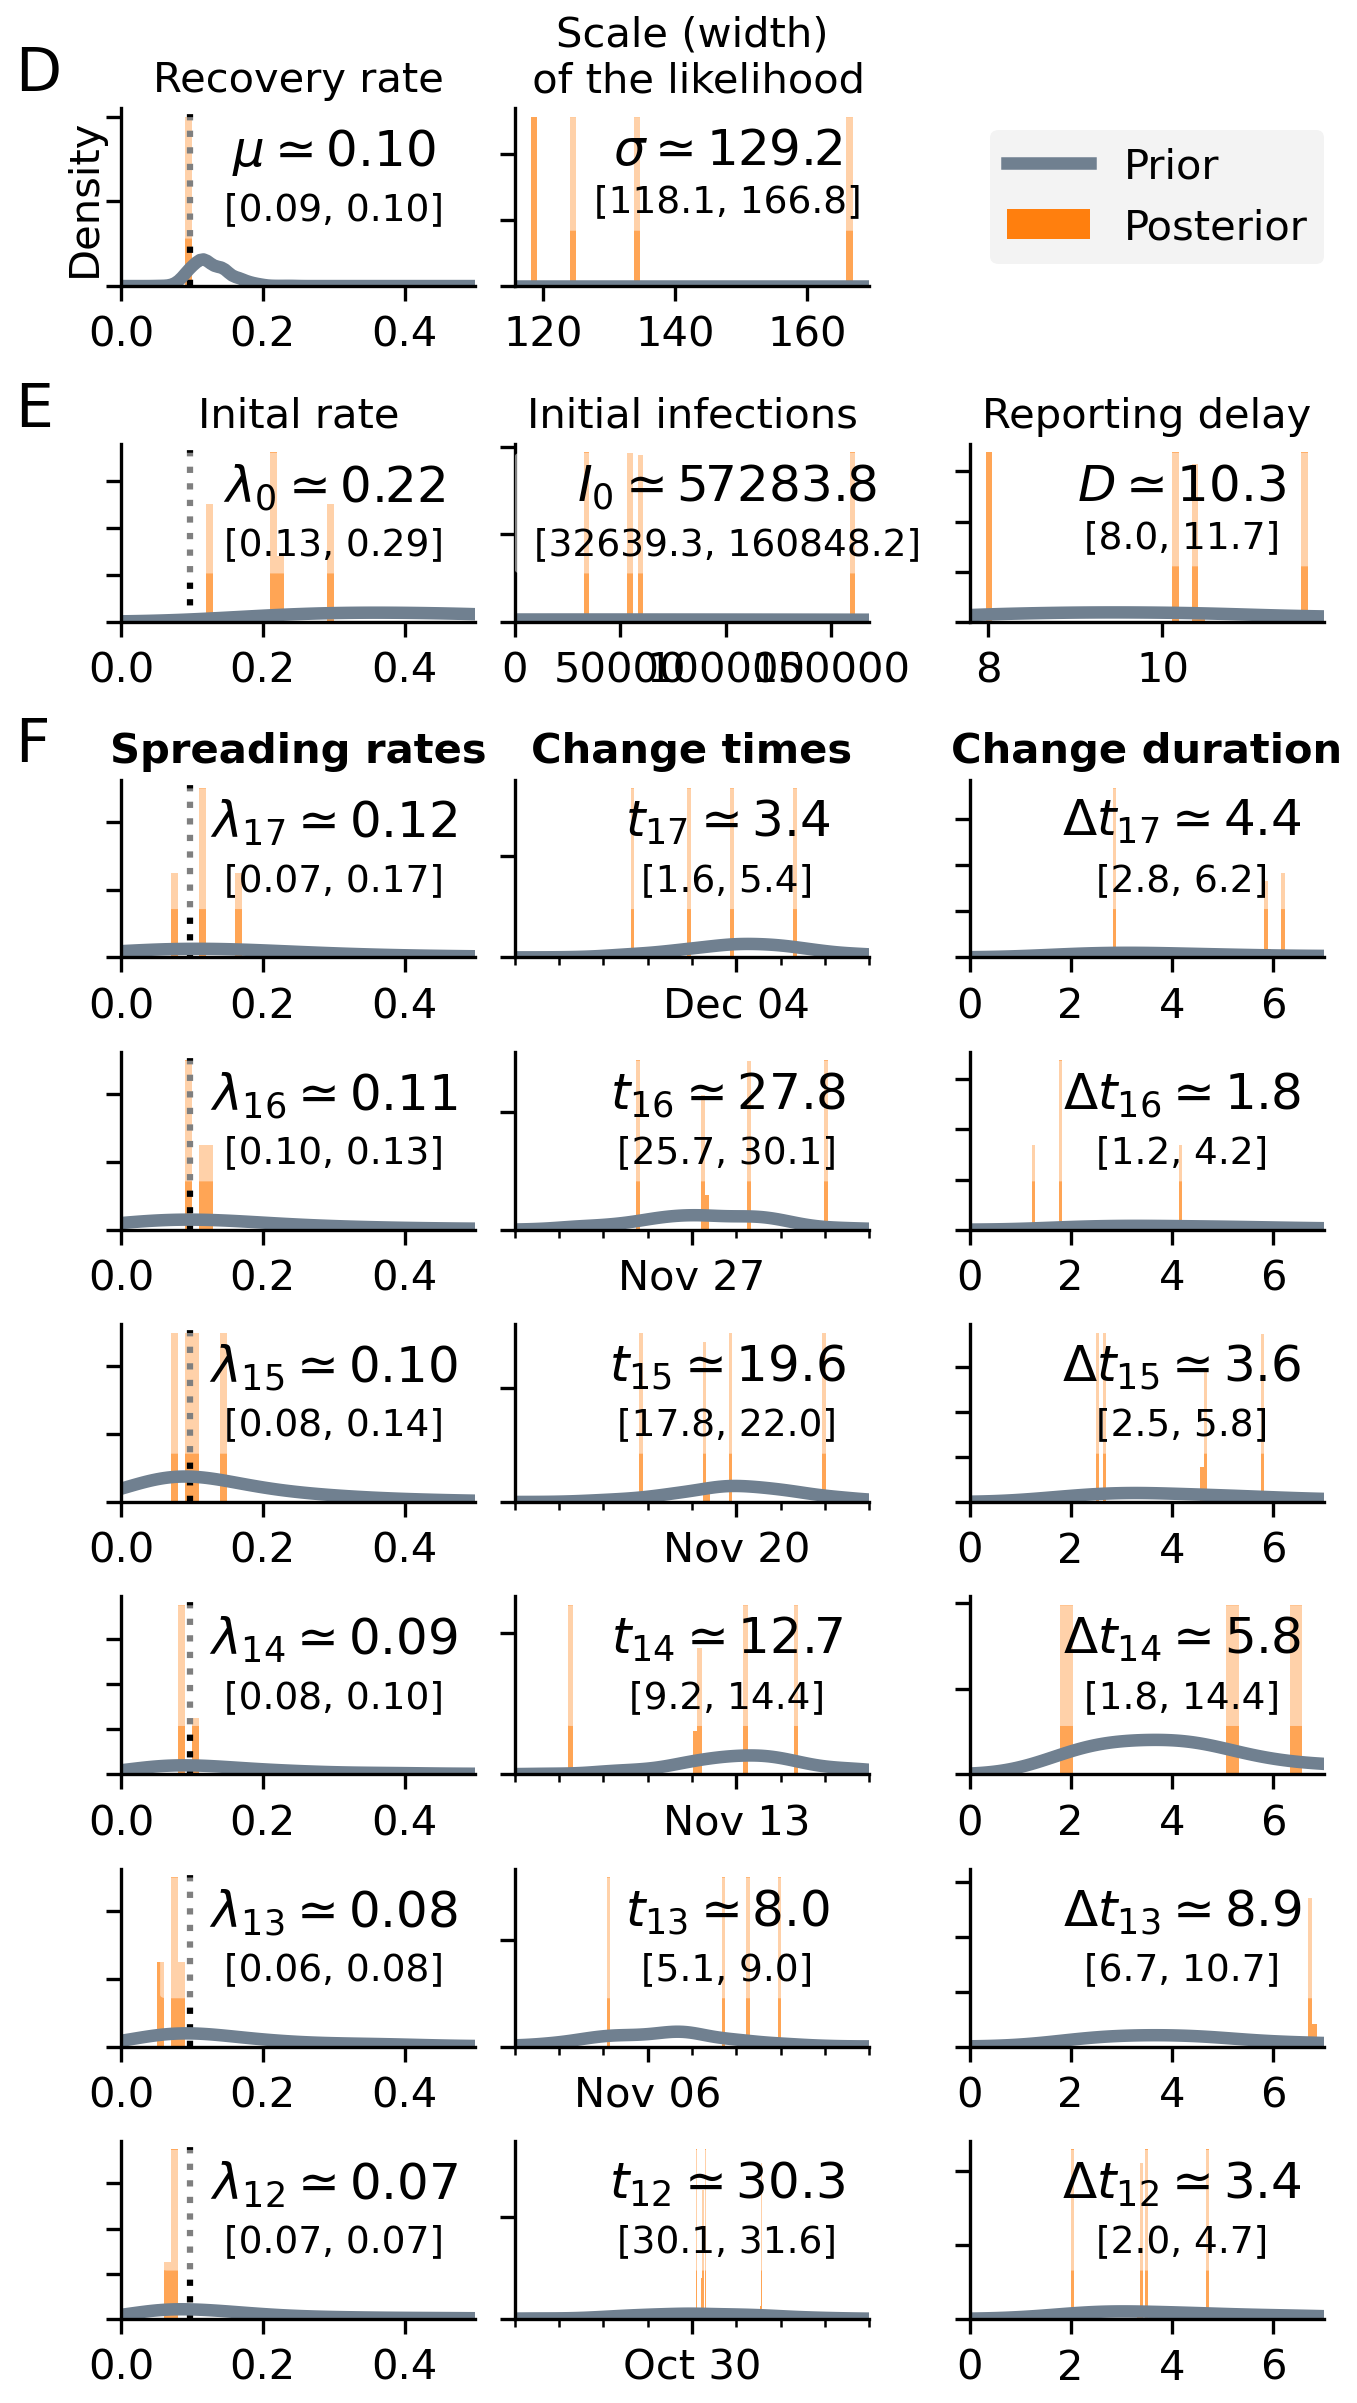 D
Recovery rate
Scale (width)
of the likelihood
Density
μ ≃ 0.10
[0.09, 0.10]
σ ≃ 129.2
[118.1, 166.8]
Prior
Posterior
0.0 0.2 0.4
120 140 160
E
Inital rate
Initial infections
Reporting delay
λ0 ≃ 0.22
[0.13, 0.29]
I0 ≃ 57283.8
[32639.3, 160848.2]
D ≃ 10.3
[8.0, 11.7]
0.0 0.2 0.4
0 50000 100000 150000
8 10
F
Spreading rates
Change times
Change duration
λ17 ≃ 0.12
[0.07, 0.17]
t17 ≃ 3.4
[1.6, 5.4]
Δt17 ≃ 4.4
[2.8, 6.2]
0.0 0.2 0.4
Dec 04
0 2 4 6
λ16 ≃ 0.11
[0.10, 0.13]
t16 ≃ 27.8
[25.7, 30.1]
Δt16 ≃ 1.8
[1.2, 4.2]
0.0 0.2 0.4
Nov 27
0 2 4 6
λ15 ≃ 0.10
[0.08, 0.14]
t15 ≃ 19.6
[17.8, 22.0]
Δt15 ≃ 3.6
[2.5, 5.8]
0.0 0.2 0.4
Nov 20
0 2 4 6
λ14 ≃ 0.09
[0.08, 0.10]
t14 ≃ 12.7
[9.2, 14.4]
Δt14 ≃ 5.8
[1.8, 14.4]
0.0 0.2 0.4
Nov 13
0 2 4 6
λ13 ≃ 0.08
[0.06, 0.08]
t13 ≃ 8.0
[5.1, 9.0]
Δt13 ≃ 8.9
[6.7, 10.7]
0.0 0.2 0.4
Nov 06
0 2 4 6
λ12 ≃ 0.07
[0.07, 0.07]
t12 ≃ 30.3
[30.1, 31.6]
Δt12 ≃ 3.4
[2.0, 4.7]
0.0 0.2 0.4
Oct 30
0 2 4 6